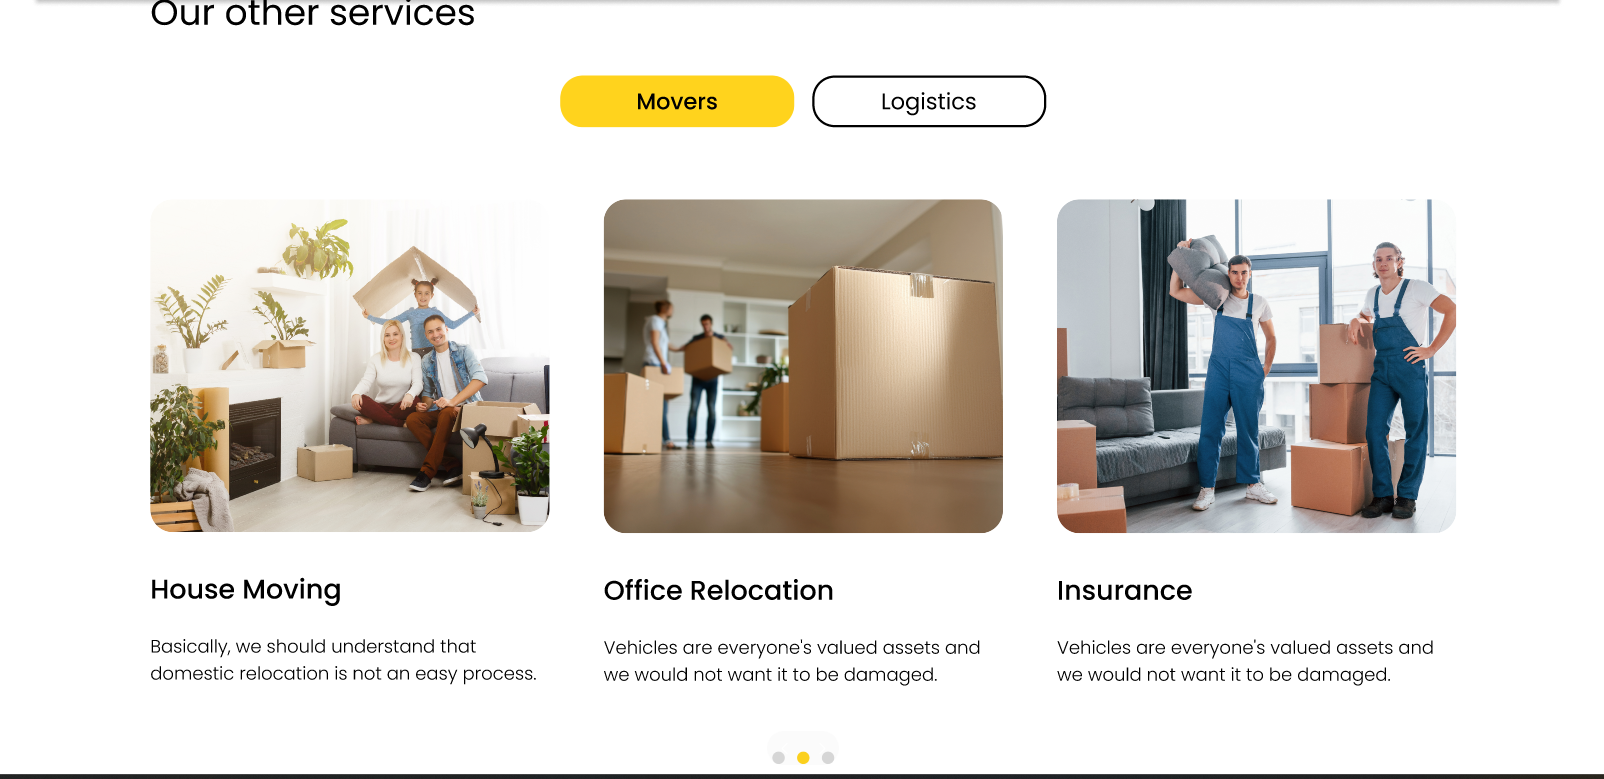 Our other services
Movers
Logistics
House Moving
Office Relocation
Insurance
Basically, we should understand that
domestic relocation is not an easy process.
Vehicles are everyone's valued assets and
we would not want it to be damaged.
Vehicles are everyone's valued assets and
we would not want it to be damaged.